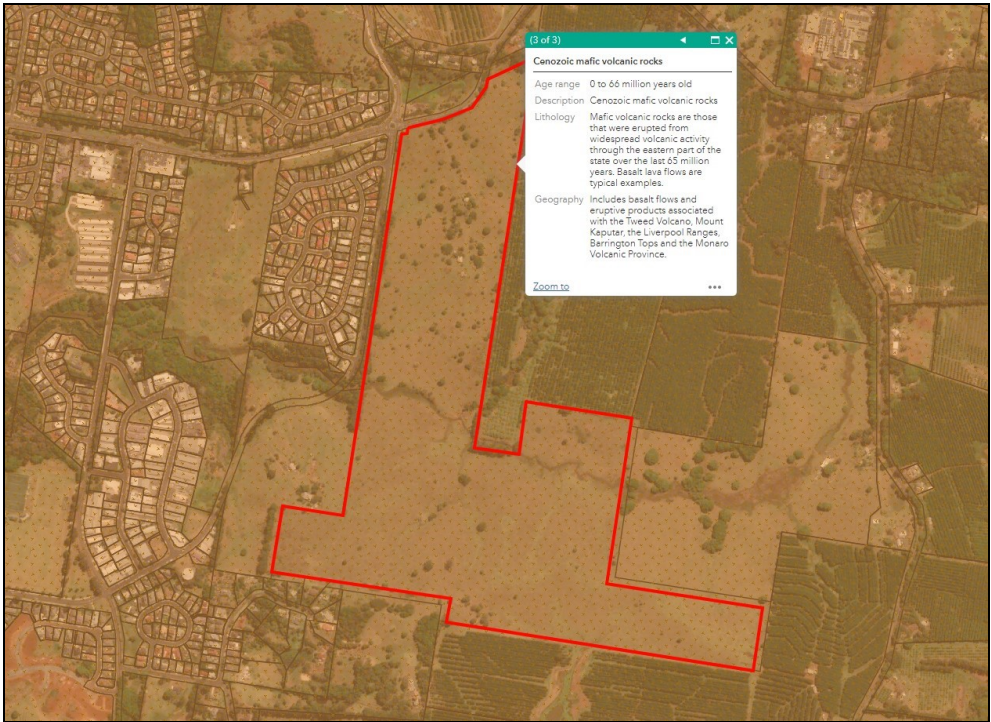 (3 of 3)
Cenozoic mafic volcanic rocks
Age range 0 to 66 million years old
Description Cenozoic mafic volcanic rocks
Lithology Mafic volcanic rocks are those
that were erupted from
widespread volcanic activity
through the eastern part of the
state over the last 65 million
years. Basalt lava flows are
typical examples.
Geography Includes basalt flows and
eruptive products associated
with the Tweed Volcano, Mount
Kaputar, the Liverpool Ranges,
Barrington Tops and the Monaro
Volcanic Province.
Zoom to